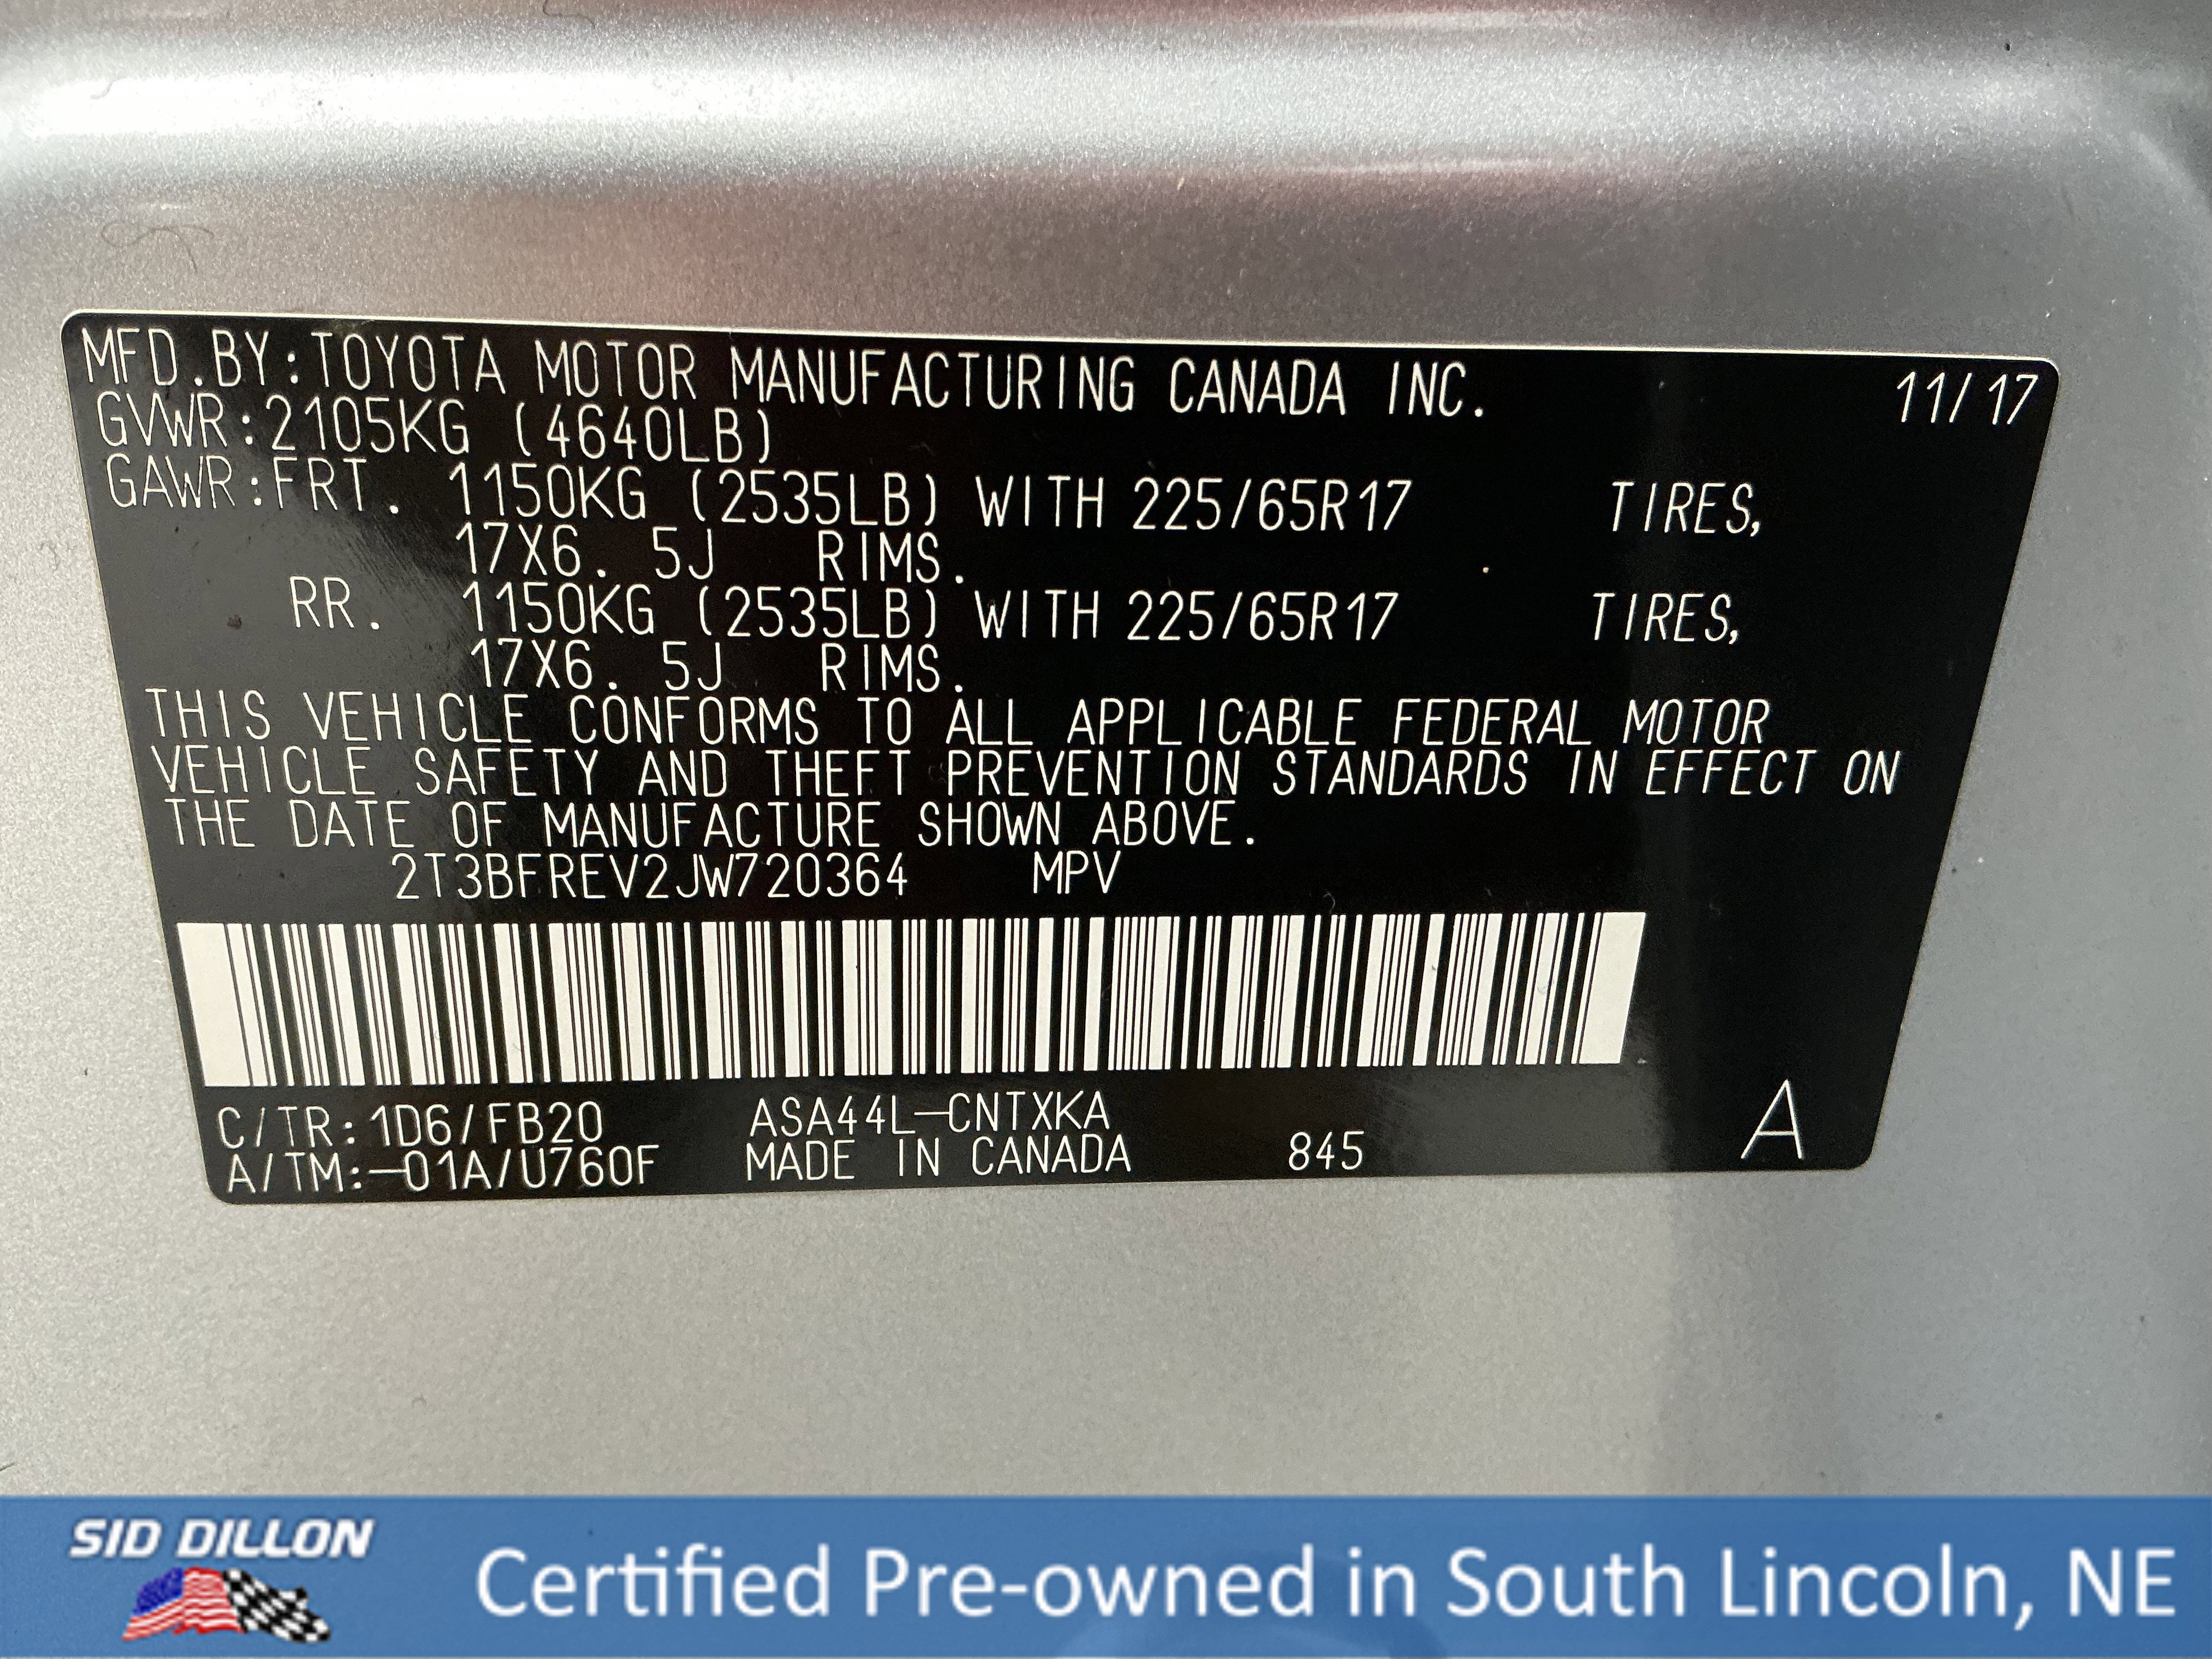 MFD.BY:TOYOTA MOTOR MANUFACTURING CANADA INC. 11/17
GVWR:2105KG (4640LB)
GAWR:FRT. 1150KG (2535LB) WITH 225/65R17 TIRES,
17X6. 5J RIMS.
RR. 1150KG (2535LB) WITH 225/65R17 TIRES,
17X6. 5J RIMS.
THIS VEHICLE CONFORMS TO ALL APPLICABLE FEDERAL MOTOR
VEHICLE SAFETY AND THEFT PREVENTION STANDARDS IN EFFECT ON
THE DATE OF MANUFACTURE SHOWN ABOVE.
2T3BFREV2JW720364 MPV
C/TR:1D6/FB20 ASA44L-CNTXKA
A/TM:-01A/U760F MADE IN CANADA 845 A
SID DILLON
Certified Pre-owned in South Lincoln, NE